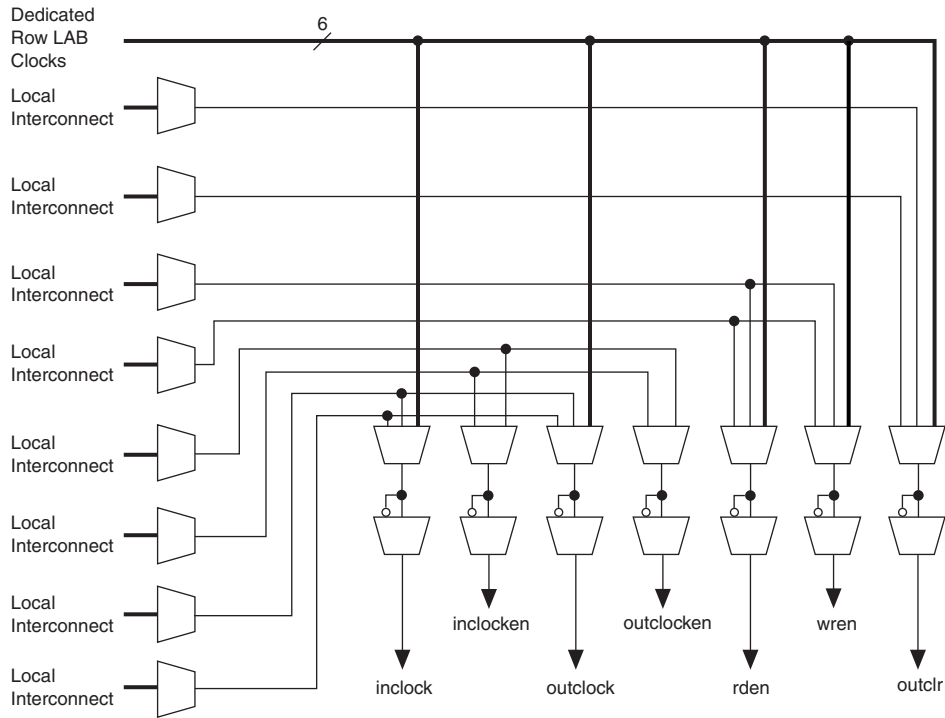 Dedicated
Row LAB
Clocks
6
Local
Interconnect
Local
Interconnect
Local
Interconnect
Local
Interconnect
Local
Interconnect
Local
Interconnect
Local
Interconnect
Local
Interconnect
inclocken
outclocken
wren
inclock
outclock
rden
outclr